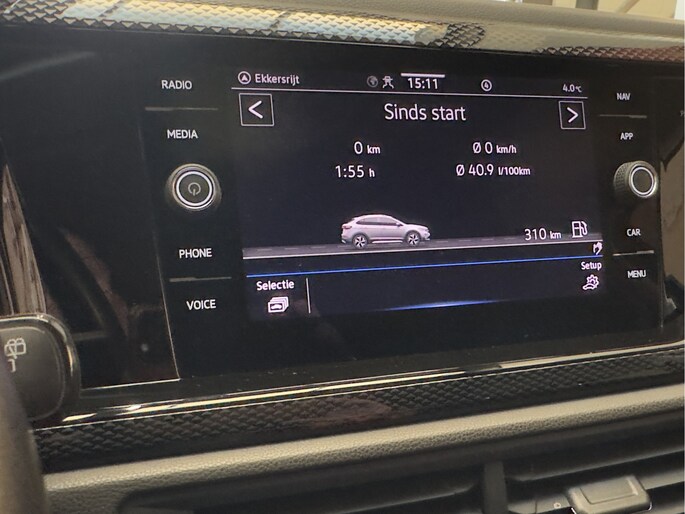 RADIO
MEDIA
PHONE
VOICE
Ekkersrijt
15:11
4
4.0°C
<
Sinds start
>
0 km
Ø 0 km/h
1:55 h
Ø 40.9 l/100km
310 km
Selectie
Setup
NAV
APP
CAR
MENU